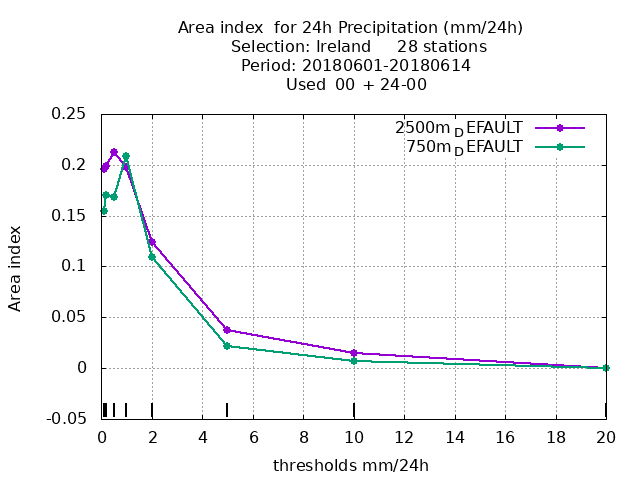 Area index for 24h Precipitation (mm/24h)
Selection: Ireland 28 stations
Period: 20180601-20180614
Used 00 + 24-00
2500m_DEFAULT
750m_DEFAULT
Area index
0.25
0.2
0.15
0.1
0.05
0
-0.05
0 2 4 6 8 10 12 14 16 18 20
thresholds mm/24h